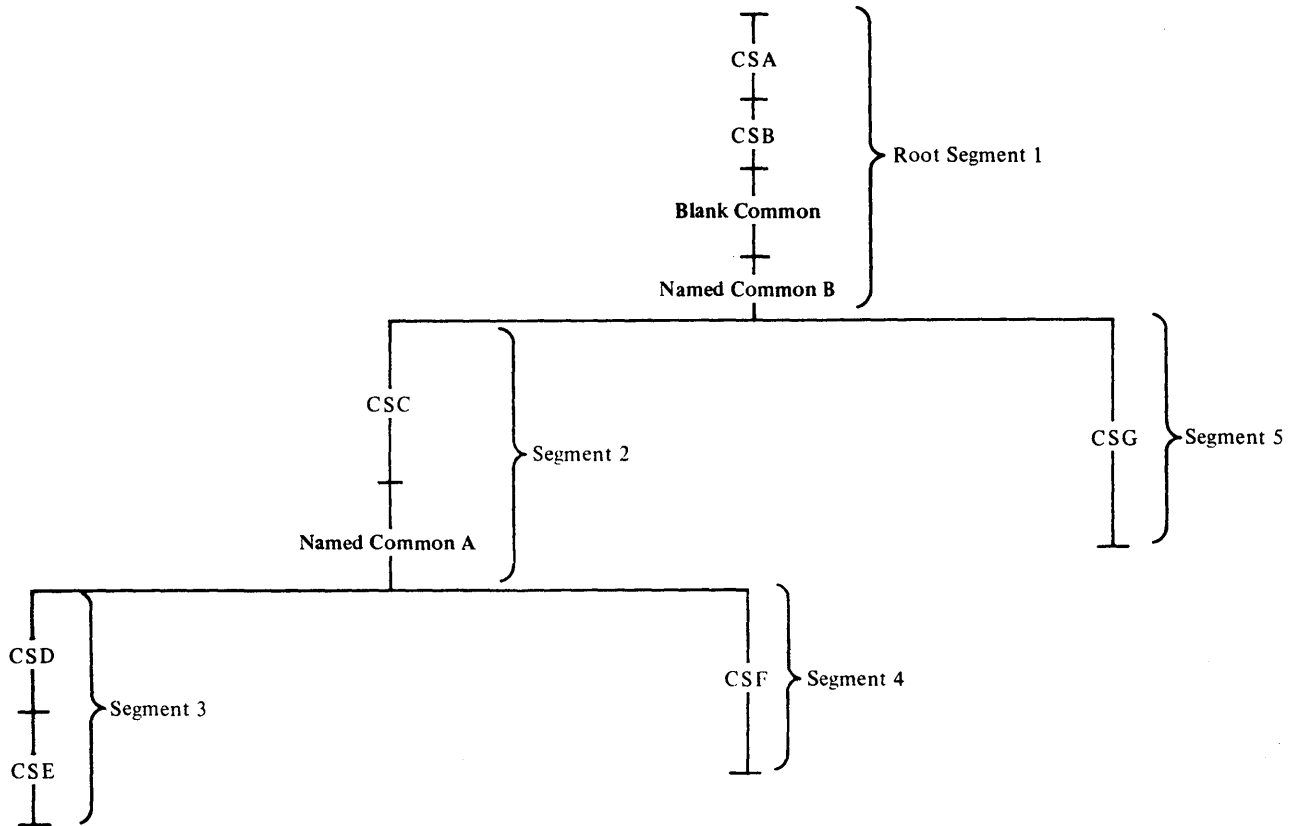 CSA
CSB
Root Segment 1
Blank Common
Named Common B
CSC
Segment 2
CSG
Segment 5
Named Common A
CSD
CSF
Segment 4
Segment 3
CSE